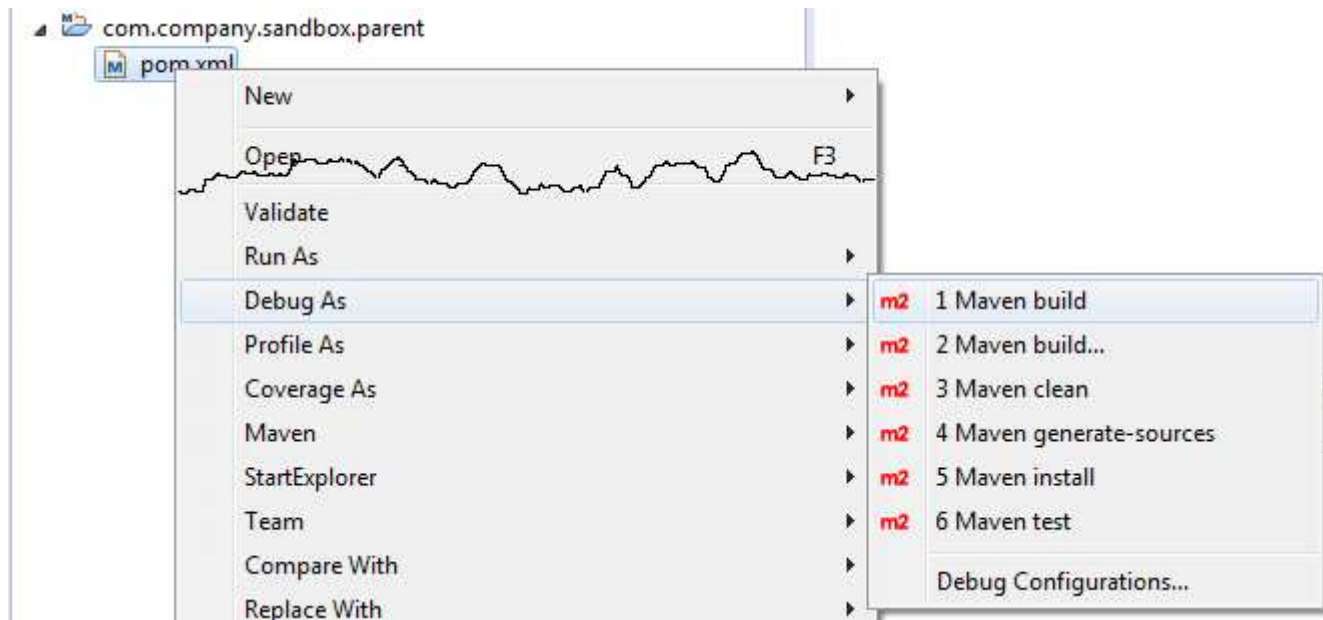 com.company.sandbox.parent
pom.xml
New
Open F3
Validate
Run As
Debug As
Profile As
Coverage As
Maven
StartExplorer
Team
Compare With
Replace With
m2 1 Maven build
m2 2 Maven build...
m2 3 Maven clean
m2 4 Maven generate-sources
m2 5 Maven install
m2 6 Maven test
Debug Configurations...